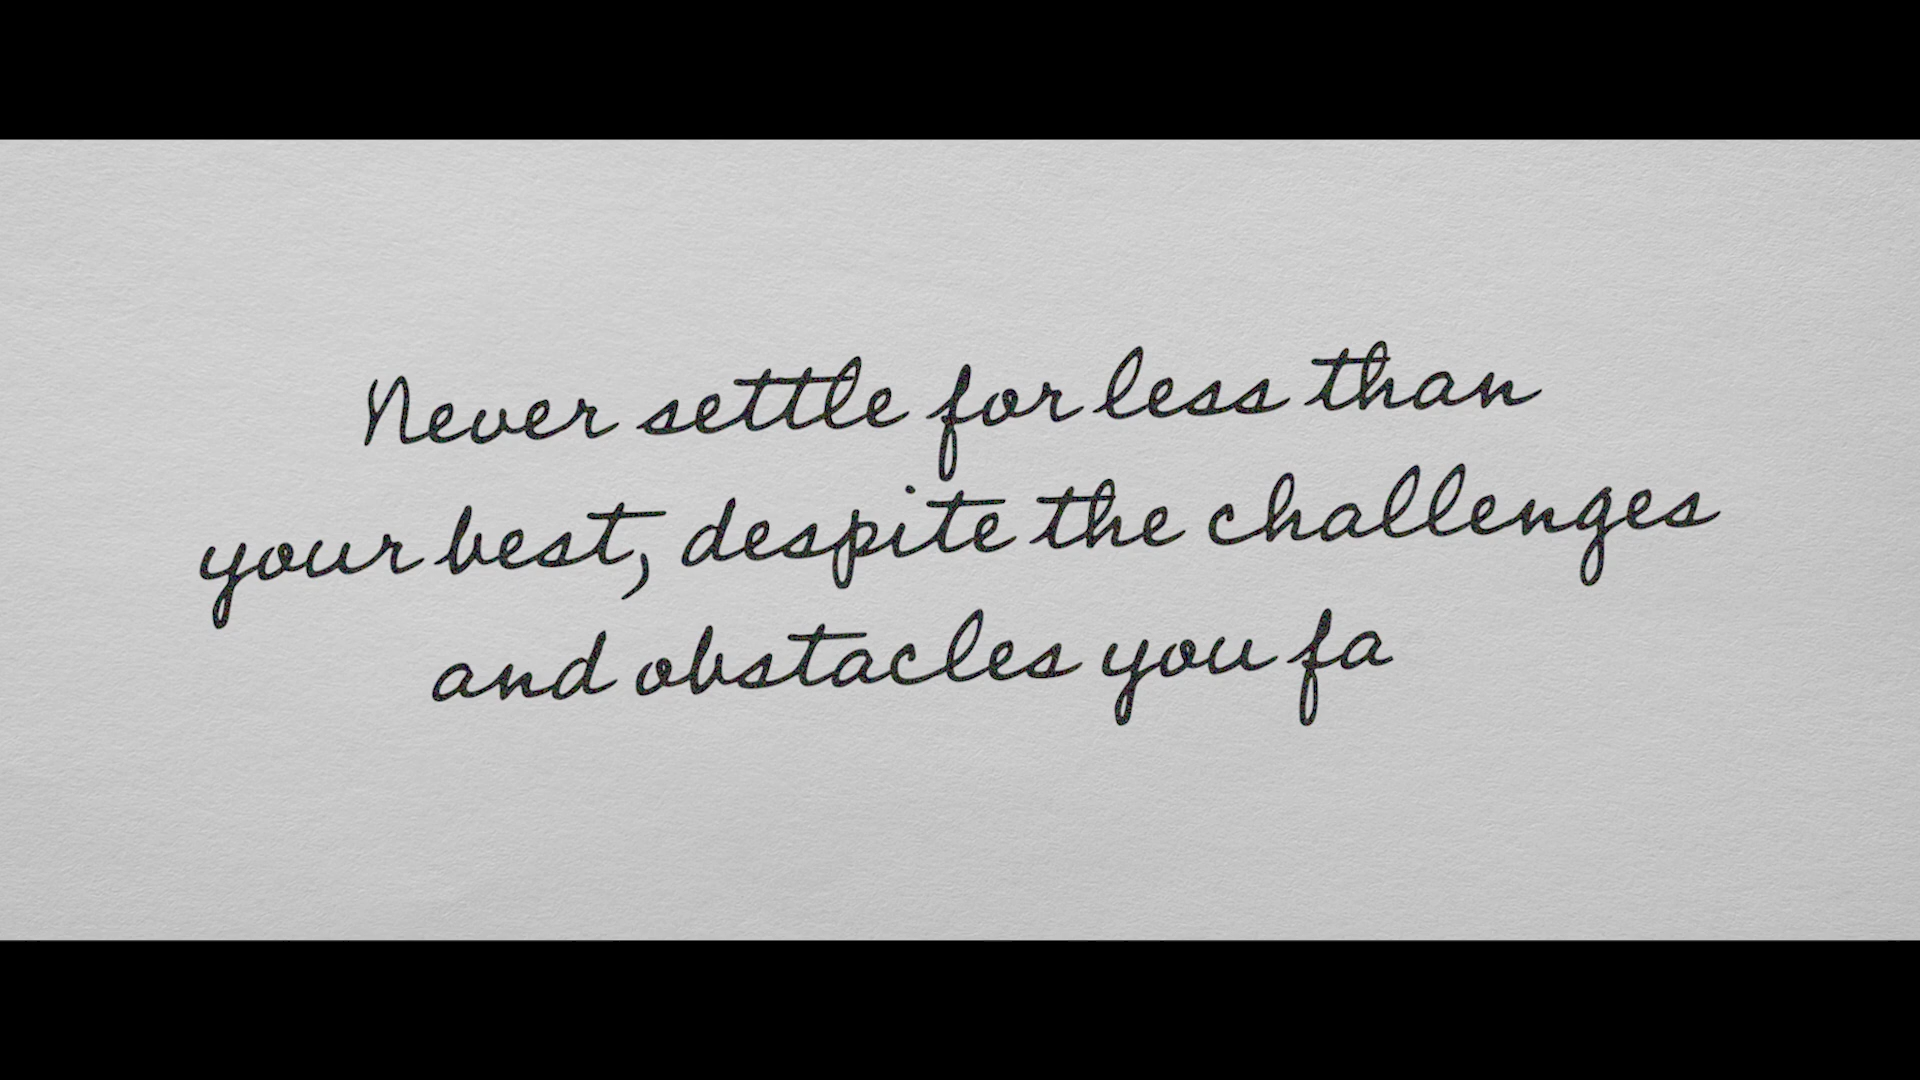 Never settle for less than
your best, despite the challenges
and obstacles you fa